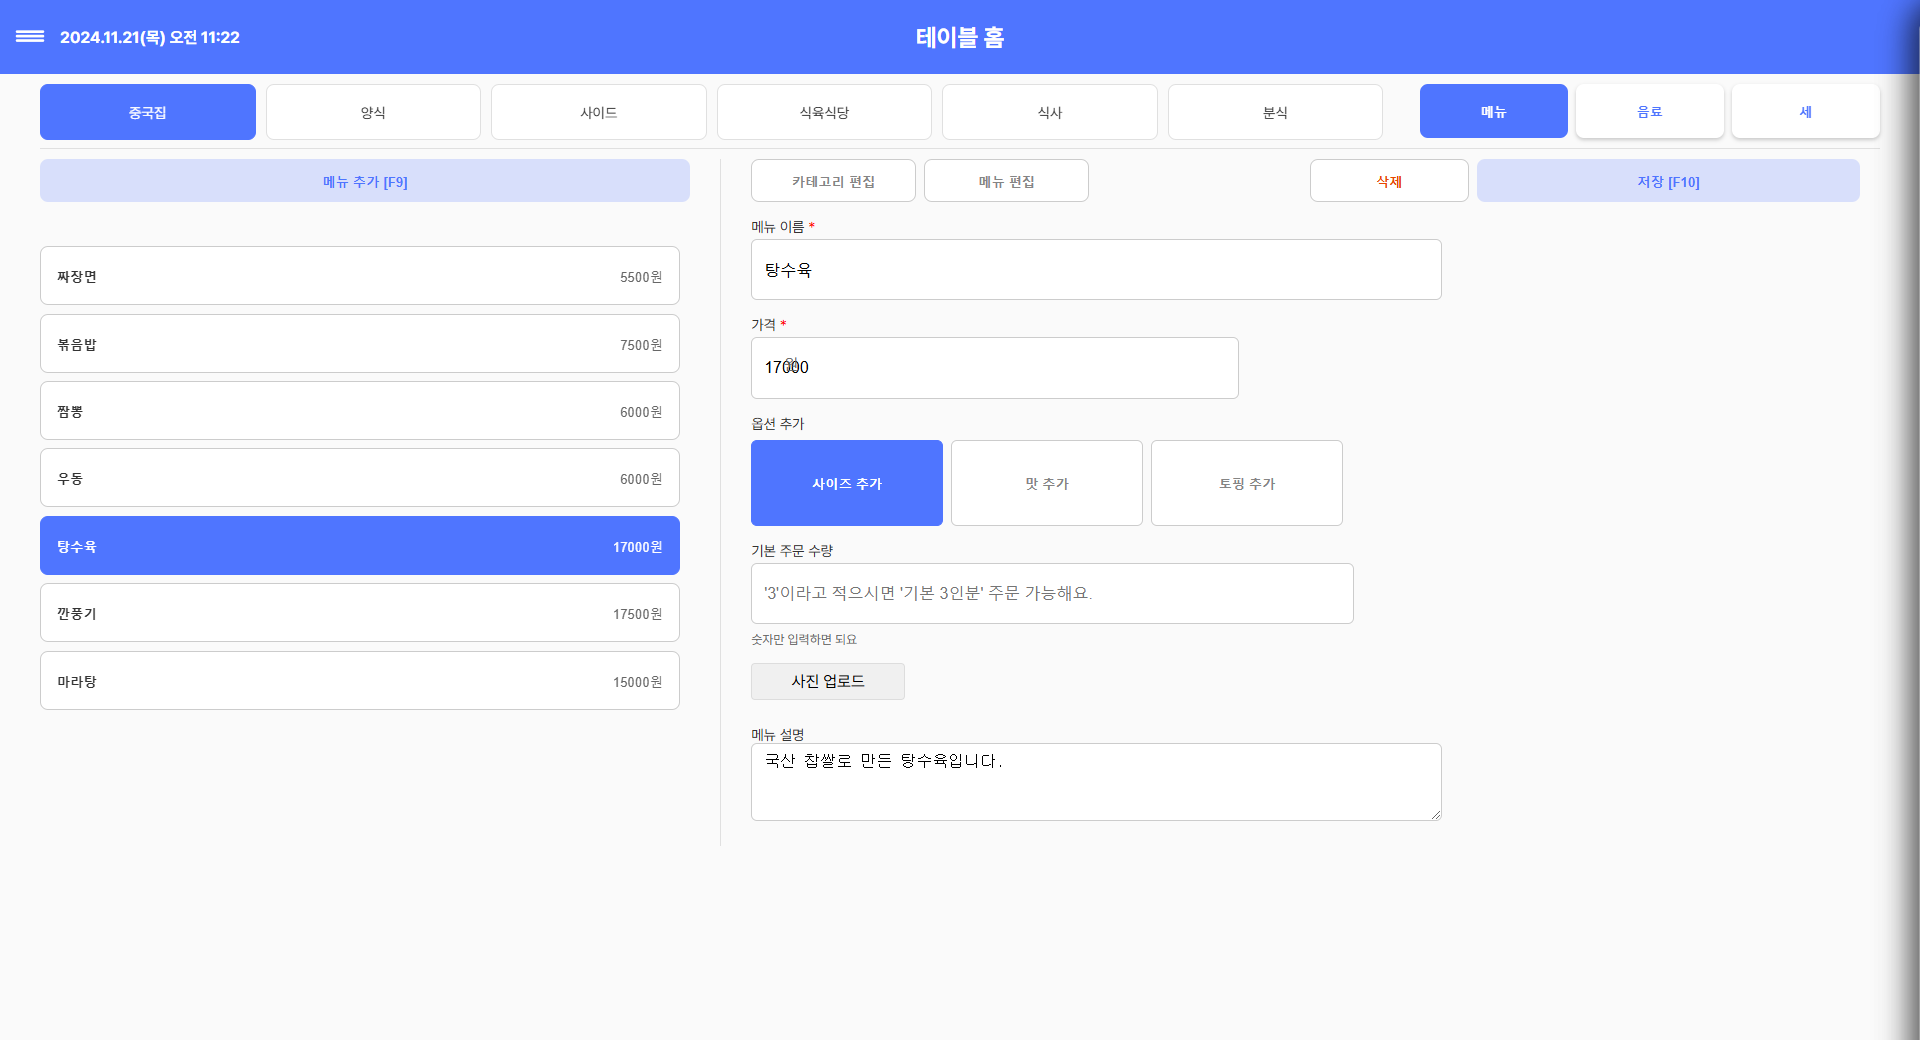 2024.11.21(목) 오전 11:22
테이블 홈
중국집 양식 사이드 식육식당 식사 분식 메뉴 음료 세
메뉴 추가 [F9]
카테고리 편집 메뉴 편집 삭제 저장 [F10]
짜장면 5500원
볶음밥 7500원
짬뽕 6000원
우동 6000원
탕수육 17000원
깐풍기 17500원
마라탕 15000원
메뉴 이름 *
탕수육
가격 *
17000
원
옵션 추가
사이즈 추가 맛 추가 토핑 추가
기본 주문 수량
'3'이라고 적으시면 '기본 3인분' 주문 가능해요.
숫자만 입력하면 되요
사진 업로드
메뉴 설명
국산 찹쌀로 만든 탕수육입니다.